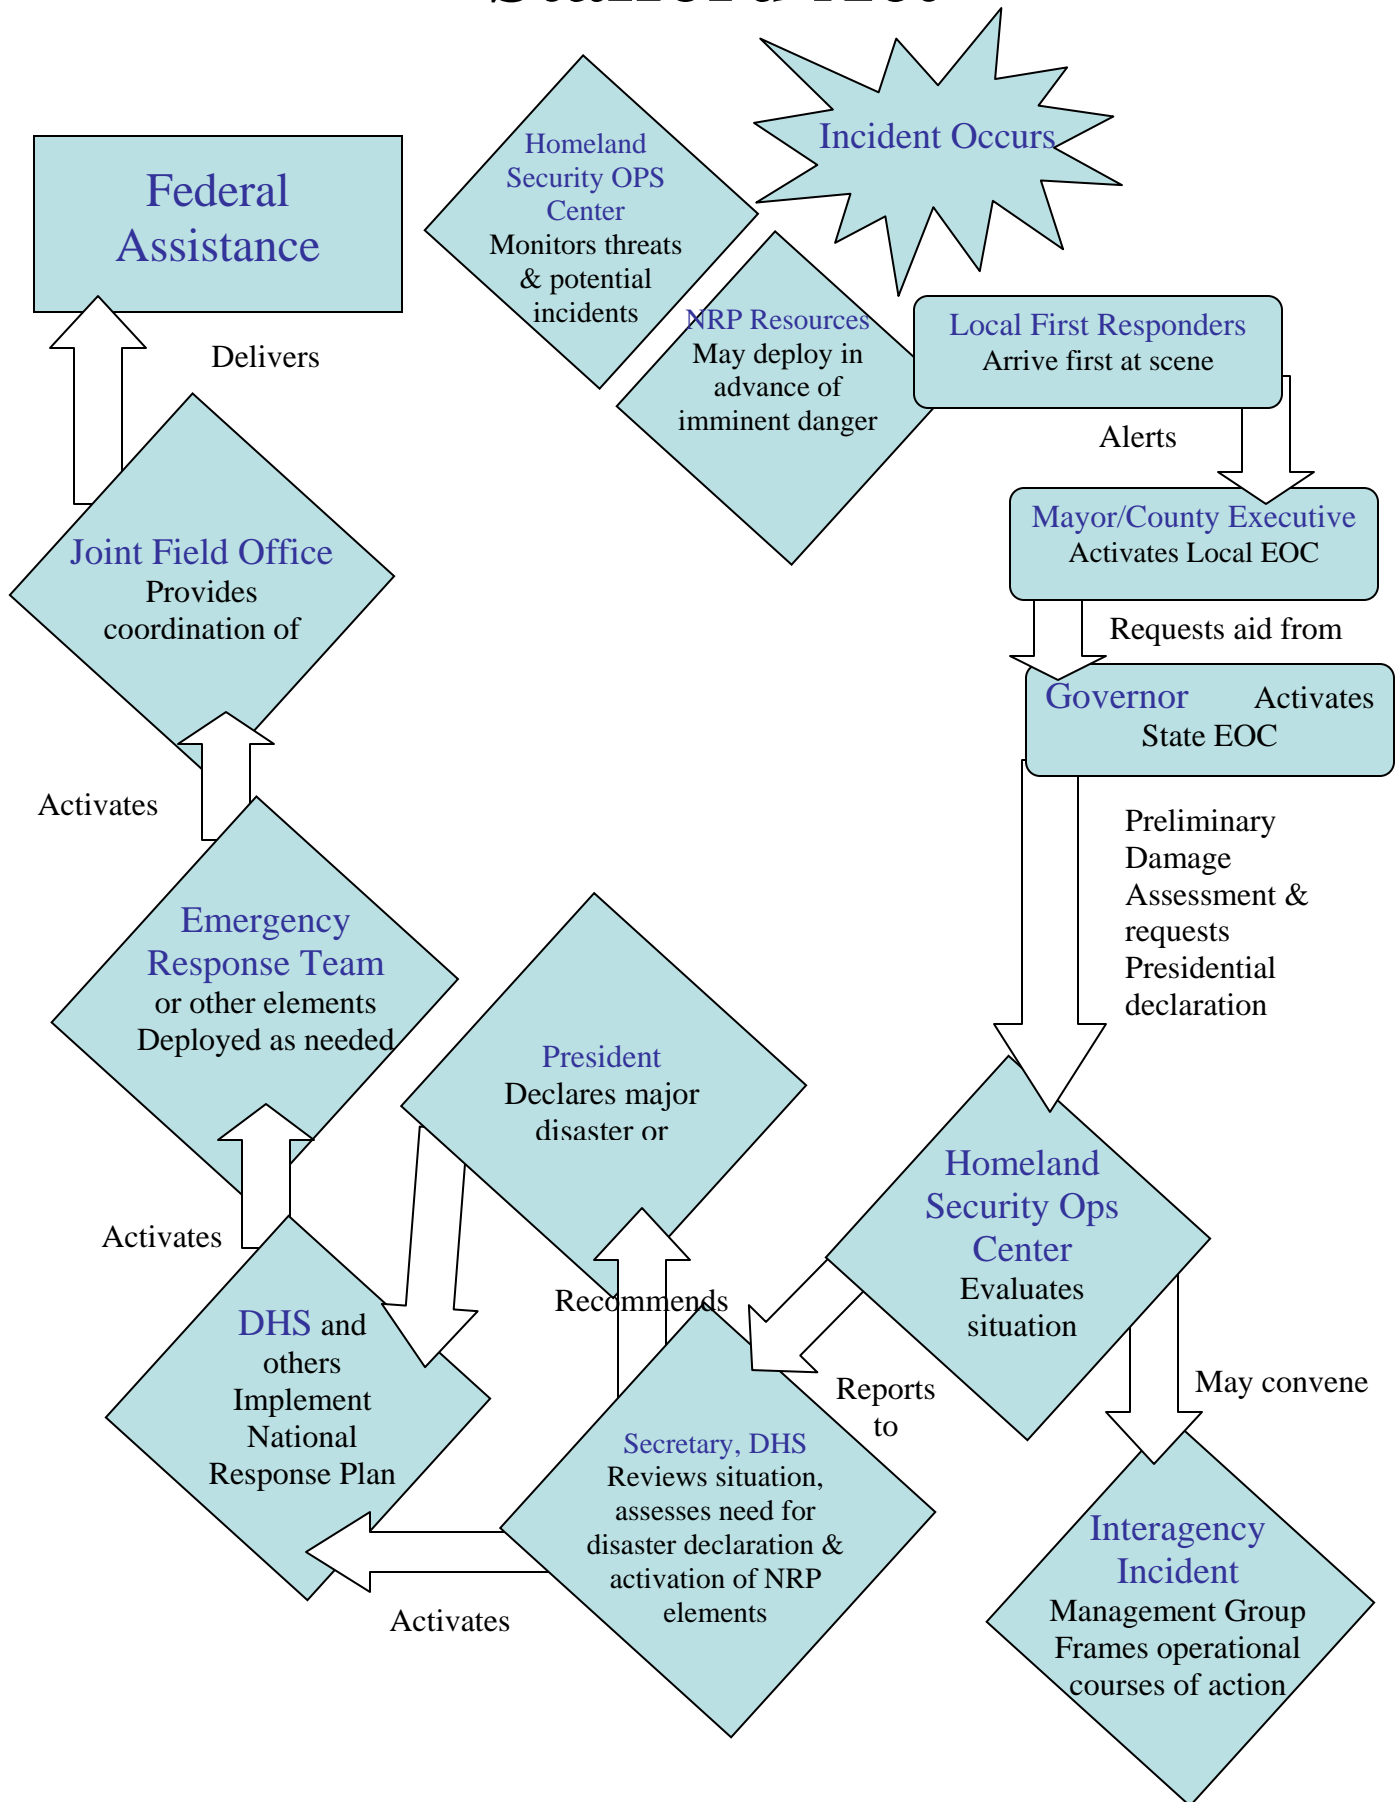 Incident Occurs
Homeland
Security OPS
Center
Monitors threats
& potential
incidents
NRP Resources
May deploy in
advance of
imminent danger
Local First Responders
Arrive first at scene
Alerts
Mayor/County Executive
Activates Local EOC
Requests aid from
Governor Activates
State EOC
Preliminary
Damage
Assessment &
requests
Presidential
declaration
Homeland
Security Ops
Center
Evaluates
situation
May convene
Interagency
Incident
Management Group
Frames operational
courses of action
Reports
to
Secretary, DHS
Reviews situation,
assesses need for
disaster declaration &
activation of NRP
elements
Recommends
President
Declares major
disaster or
Activates
DHS and
others
Implement
National
Response Plan
Activates
Emergency
Response Team
or other elements
Deployed as needed
Activates
Joint Field Office
Provides
coordination of
Delivers
Federal
Assistance